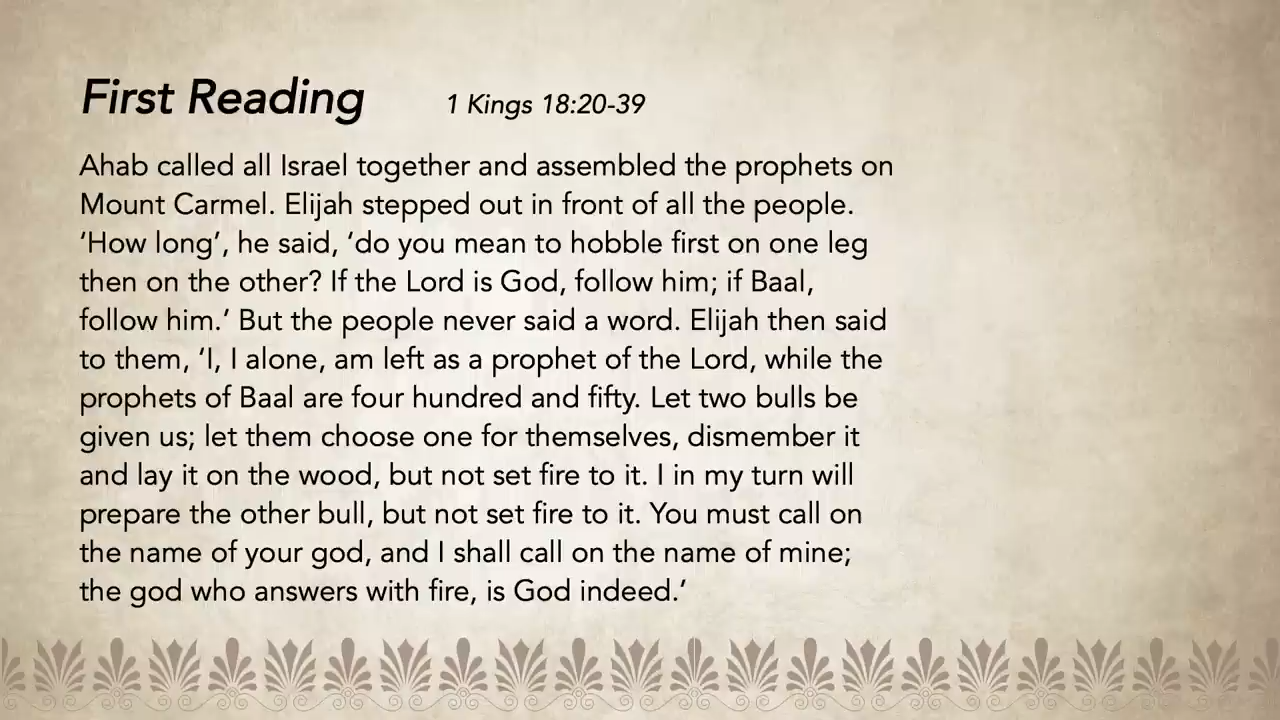 First Reading 1 Kings 18:20-39
Ahab called all Israel together and assembled the prophets on
Mount Carmel. Elijah stepped out in front of all the people.
‘How long’, he said, ‘do you mean to hobble first on one leg
then on the other? If the Lord is God, follow him; if Baal,
follow him.’ But the people never said a word. Elijah then said
to them, ‘I, I alone, am left as a prophet of the Lord, while the
prophets of Baal are four hundred and fifty. Let two bulls be
given us; let them choose one for themselves, dismember it
and lay it on the wood, but not set fire to it. I in my turn will
prepare the other bull, but not set fire to it. You must call on
the name of your god, and I shall call on the name of mine;
the god who answers with fire, is God indeed.’